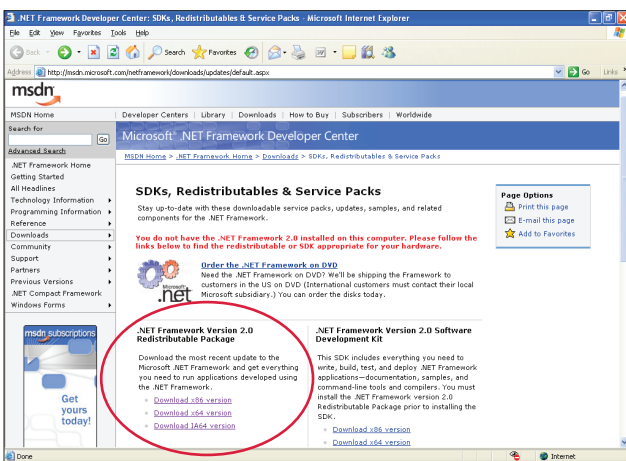 .NET Framework Developer Center: SDKs, Redistributables & Service Packs - Microsoft Internet Explorer
File Edit View Favorites Tools Help
Back Search Favorites
Address http://msdn.microsoft.com/netframework/downloads/updates/default.aspx Go Links
msdn
MSDN Home Developer Centers | Library | Downloads | How to Buy | Subscribers | Worldwide
Search for
Go
Advanced Search
Microsoft .NET Framework Developer Center
MSDN Home > .NET Framework Home > Downloads > SDKs, Redistributables & Service Packs
.NET Framework Home
Getting Started
All Headlines
Technology Information
Programming Information
Reference
Downloads
Community
Support
Partners
Previous Versions
.NET Compact Framework
Windows Forms
msdn subscriptions
Get
yours
today!
SDKs, Redistributables & Service Packs
Stay up-to-date with these downloadable service packs, updates, samples, and related
components for the .NET Framework.
Page Options
Print this page
E-mail this page
Add to Favorites
You do not have the .NET Framework 2.0 installed on this computer. Please follow the
links below to find the redistributable or SDK appropriate for your hardware.
Microsoft
.net
Order the .NET Framework on DVD
Need the .NET Framework on DVD? We'll be shipping the Framework to
customers in the US on DVD (International customers must contact their local
Microsoft subsidiary.) You can order the disks today.
.NET Framework Version 2.0
Redistributable Package
Download the most recent update to the
Microsoft .NET Framework and get everything
you need to run applications developed using
the .NET Framework.
Download x86 version
Download x64 version
Download IA64 version
.NET Framework Version 2.0 Software
Development Kit
This SDK includes everything you need to
write, build, test, and deploy .NET Framework
applications—documentation, samples, and
command-line tools and compilers. You must
install the .NET Framework version 2.0
Redistributable Package prior to installing the
SDK.
Download x86 version
Download x64 version
Done Internet